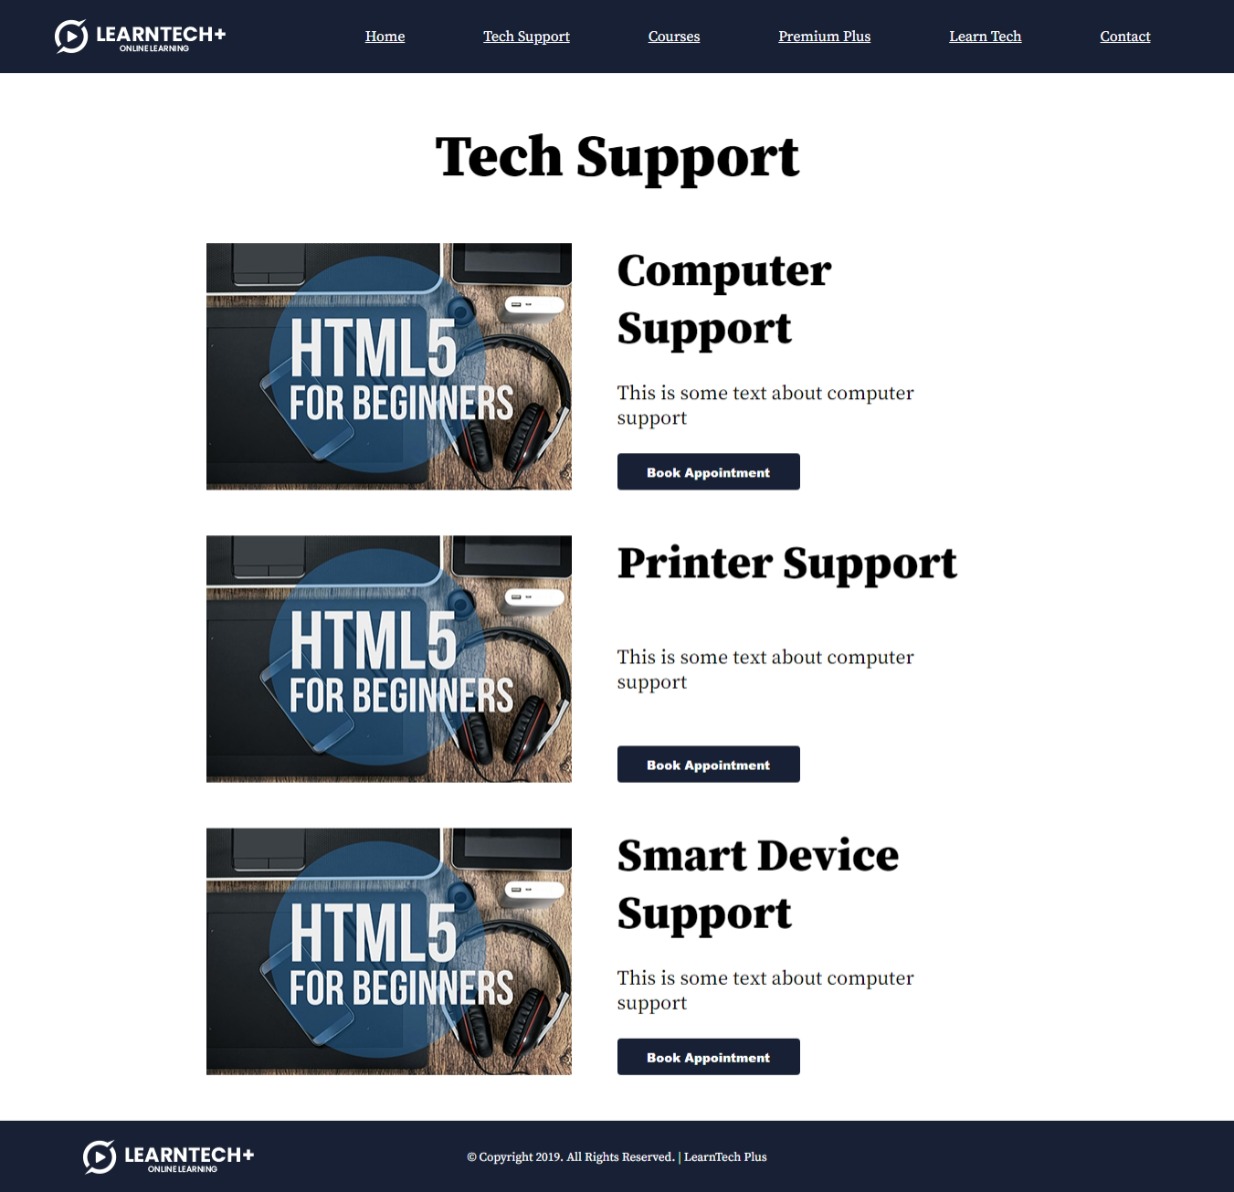 LEARNTECH+
ONLINE LEARNING
Home Tech Support Courses Premium Plus Learn Tech Contact
Tech Support
HTML5
FOR BEGINNERS
Computer
Support
This is some text about computer
support
Book Appointment
HTML5
FOR BEGINNERS
Printer Support
This is some text about computer
support
Book Appointment
HTML5
FOR BEGINNERS
Smart Device
Support
This is some text about computer
support
Book Appointment
LEARNTECH+
ONLINE LEARNING
© Copyright 2019. All Rights Reserved. | LearnTech Plus